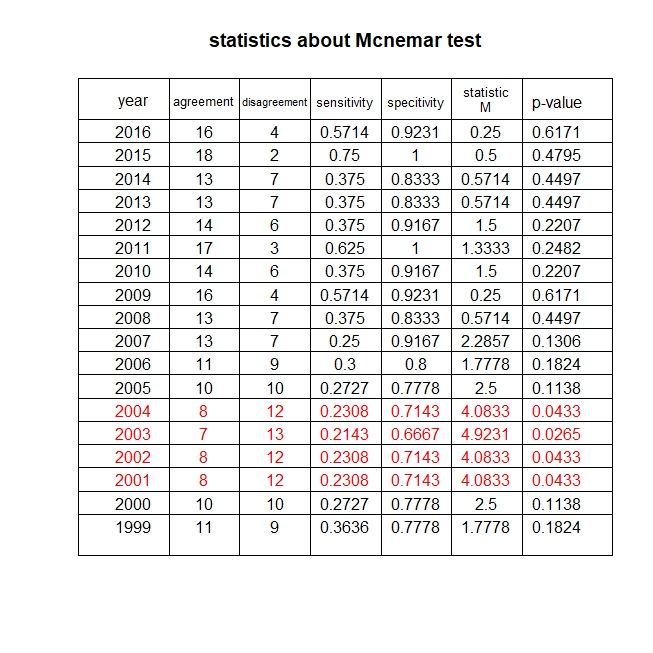 statistics about Mcnemar test
year agreement disagreement sensitivity specitivity statistic M p-value
2016 16 4 0.5714 0.9231 0.25 0.6171
2015 18 2 0.75 1 0.5 0.4795
2014 13 7 0.375 0.8333 0.5714 0.4497
2013 13 7 0.375 0.8333 0.5714 0.4497
2012 14 6 0.375 0.9167 1.5 0.2207
2011 17 3 0.625 1 1.3333 0.2482
2010 14 6 0.375 0.9167 1.5 0.2207
2009 16 4 0.5714 0.9231 0.25 0.6171
2008 13 7 0.375 0.8333 0.5714 0.4497
2007 13 7 0.25 0.9167 2.2857 0.1306
2006 11 9 0.3 0.8 1.7778 0.1824
2005 10 10 0.2727 0.7778 2.5 0.1138
2004 8 12 0.2308 0.7143 4.0833 0.0433
2003 7 13 0.2143 0.6667 4.9231 0.0265
2002 8 12 0.2308 0.7143 4.0833 0.0433
2001 8 12 0.2308 0.7143 4.0833 0.0433
2000 10 10 0.2727 0.7778 2.5 0.1138
1999 11 9 0.3636 0.7778 1.7778 0.1824